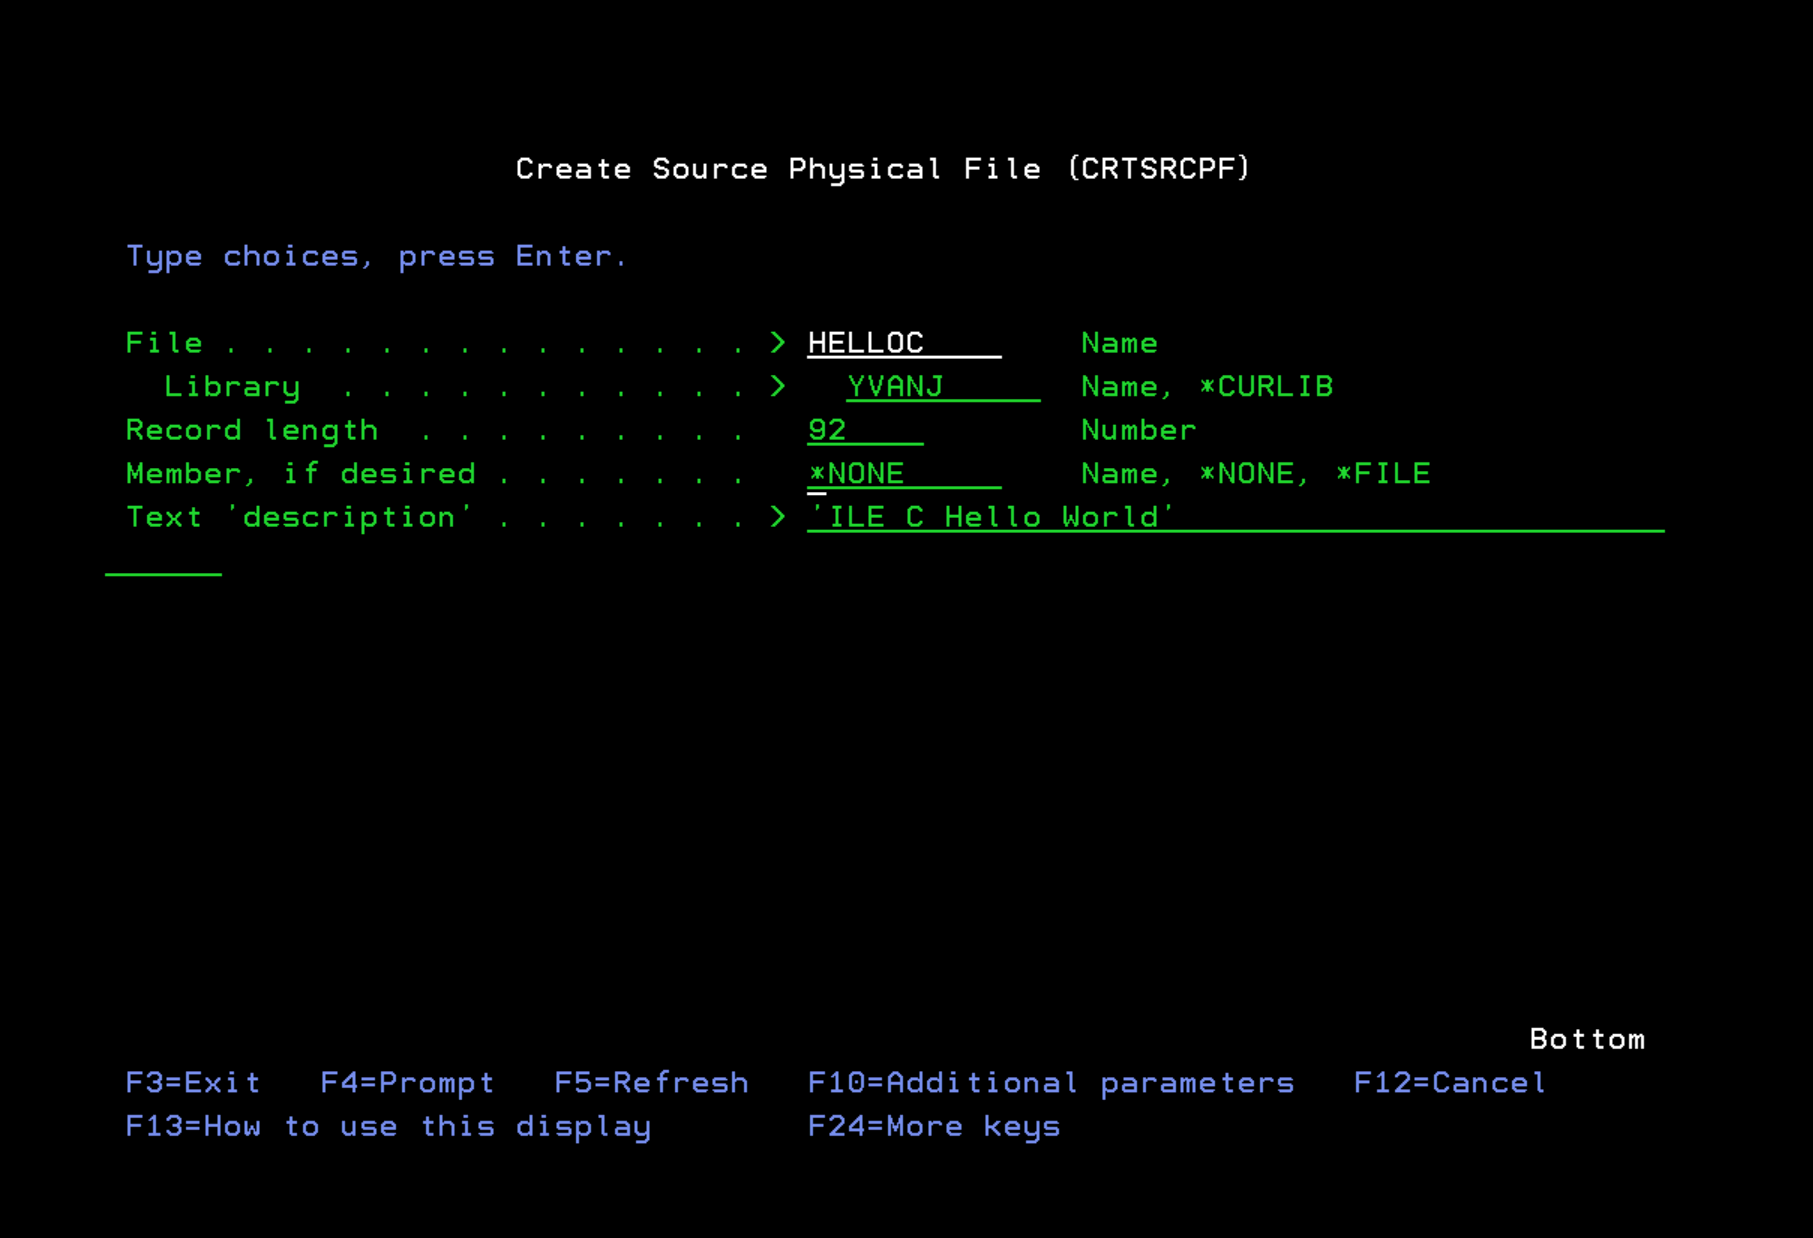 Create Source Physical File (CRTSRCPF)
Type choices, press Enter.
File . . . . . . . . . . . . . . > HELLOC Name
Library . . . . . . . . . . . > YVANJ Name, *CURLIB
Record length . . . . . . . . . 92 Number
Member, if desired . . . . . . . *NONE Name, *NONE, *FILE
Text 'description' . . . . . . . > 'ILE C Hello World'
Bottom
F3=Exit F4=Prompt F5=Refresh F10=Additional parameters F12=Cancel
F13=How to use this display F24=More keys